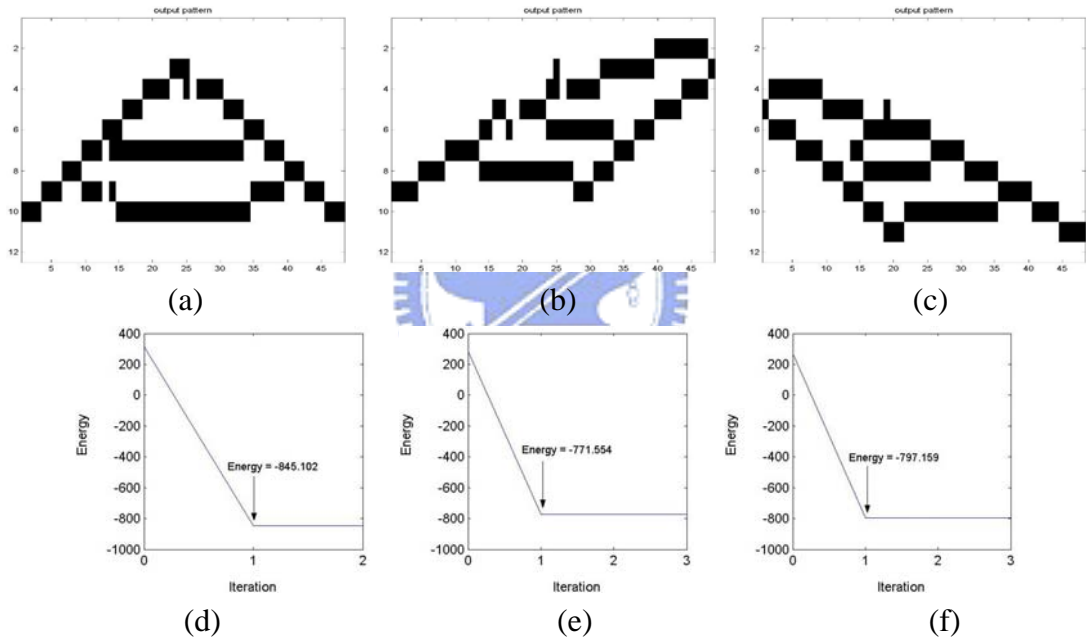 output pattern
output pattern
output pattern
2
4
6
8
10
12
5 10 15 20 25 30 35 40 45
2
4
6
8
10
12
5 10 15 20 25 30 35 40 45
2
4
6
8
10
12
5 10 15 20 25 30 35 40 45
(a)
(b)
(c)
400
200
0
-200
-400
-600
-800
-1000
Energy
Energy = -845.102
0 1 2
Iteration
400
200
0
-200
-400
-600
-800
-1000
Energy
Energy = -771.554
0 1 2 3
Iteration
400
200
0
-200
-400
-600
-800
-1000
Energy
Energy = -797.159
0 1 2 3
Iteration
(d)
(e)
(f)